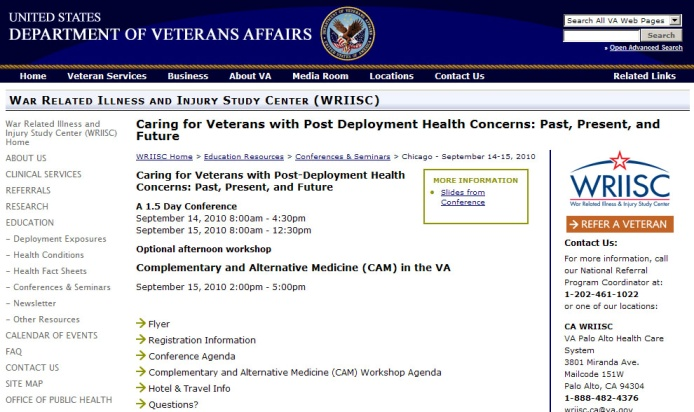 UNITED STATES
DEPARTMENT OF VETERANS AFFAIRS
Search All VA Web Pages
Search
Open Advanced Search
Home Veteran Services Business About VA Media Room Locations Contact Us Related Links
WAR RELATED ILLNESS AND INJURY STUDY CENTER (WRIISC)
War Related Illness and
Injury Study Center (WRIISC)
Home
ABOUT US
CLINICAL SERVICES
REFERRALS
RESEARCH
EDUCATION
- Deployment Exposures
- Health Conditions
- Health Fact Sheets
- Conferences & Seminars
- Newsletter
- Other Resources
CALENDAR OF EVENTS
FAQ
CONTACT US
SITE MAP
OFFICE OF PUBLIC HEALTH
Caring for Veterans with Post Deployment Health Concerns: Past, Present, and
Future
WRIISC Home > Education Resources > Conferences & Seminars > Chicago - September 14-15, 2010
Caring for Veterans with Post-Deployment Health
Concerns: Past, Present, and Future
A 1.5 Day Conference
September 14, 2010 8:00am - 4:30pm
September 15, 2010 8:00am - 12:30pm
Optional afternoon workshop
Complementary and Alternative Medicine (CAM) in the VA
September 15, 2010 2:00pm - 5:00pm
MORE INFORMATION
Slides from
Conference
Flyer
Registration Information
Conference Agenda
Complementary and Alternative Medicine (CAM) Workshop Agenda
Hotel & Travel Info
Questions?
WRIISC
War Related Illness & Injury Study Center
REFER A VETERAN
Contact Us:
For more information, call
our National Referral
Program Coordinator at:
1-202-461-1022
or one of our locations:
CA WRIISC
VA Palo Alto Health Care
System
3801 Miranda Ave.
Mailcode 151W
Palo Alto, CA 94304
1-888-482-4376
wriisc.ca@va.gov